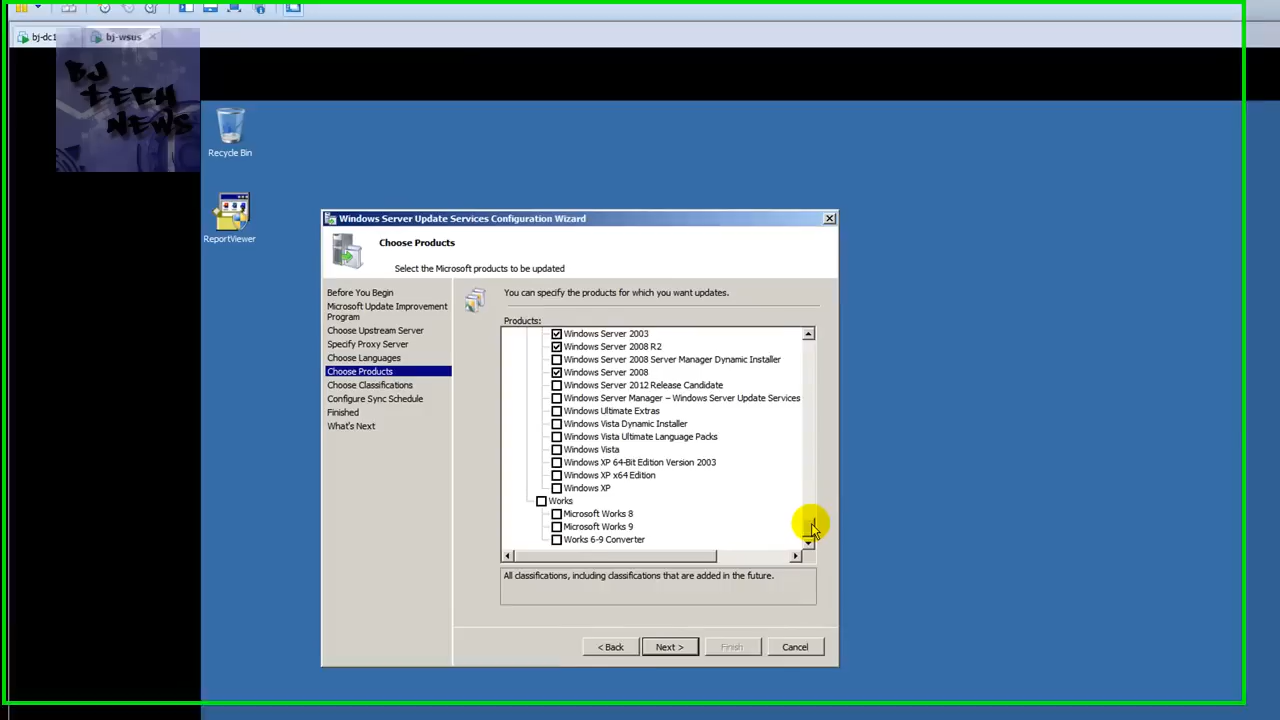 bj-dc1
bj-wsus
BJ
TECH
NEWS
Recycle Bin
ReportViewer
Windows Server Update Services Configuration Wizard
Choose Products
Select the Microsoft products to be updated
Before You Begin
Microsoft Update Improvement
Program
Choose Upstream Server
Specify Proxy Server
Choose Languages
Choose Products
Choose Classifications
Configure Sync Schedule
Finished
What's Next
You can specify the products for which you want updates.
Products:
Windows Server 2003
Windows Server 2008 R2
Windows Server 2008 Server Manager Dynamic Installer
Windows Server 2008
Windows Server 2012 Release Candidate
Windows Server Manager – Windows Server Update Services
Windows Ultimate Extras
Windows Vista Dynamic Installer
Windows Vista Ultimate Language Packs
Windows Vista
Windows XP 64-Bit Edition Version 2003
Windows XP x64 Edition
Windows XP
Works
Microsoft Works 8
Microsoft Works 9
Works 6-9 Converter
All classifications, including classifications that are added in the future.
< Back
Next >
Finish
Cancel